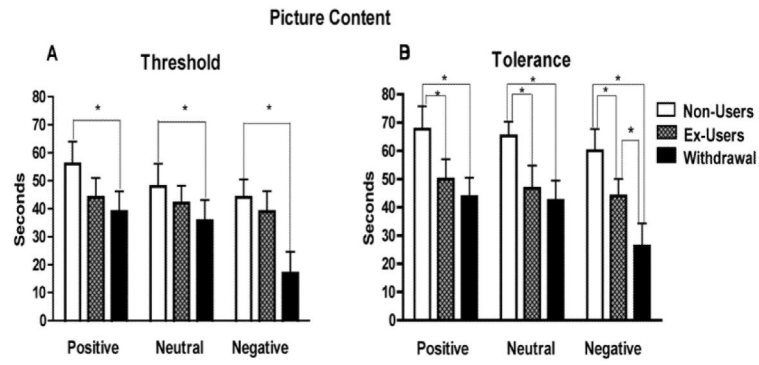 Picture Content
A
Threshold
Seconds
80
70
60
50
40
30
20
10
0
*
*
*
Positive Neutral Negative
B
Tolerance
Seconds
80
70
60
50
40
30
20
10
0
*
*
*
*
*
*
*
Positive Neutral Negative
Non-Users
Ex-Users
Withdrawal